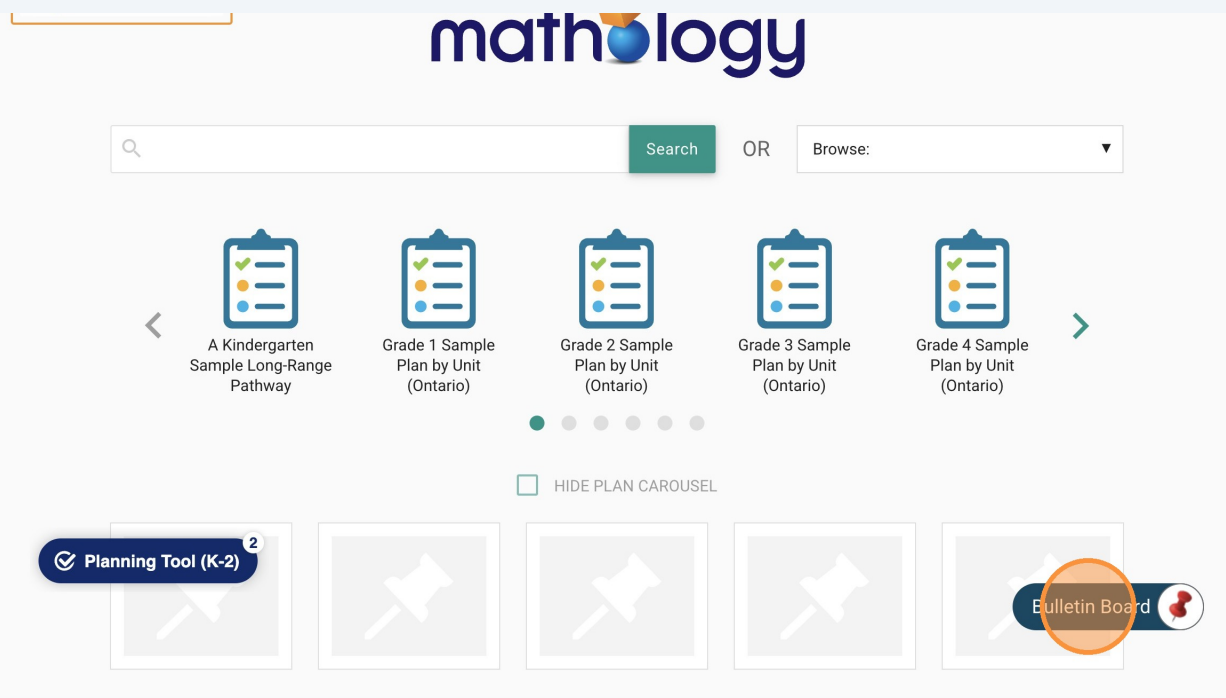 mathology
Search
OR
Browse:
A Kindergarten
Sample Long-Range
Pathway
Grade 1 Sample
Plan by Unit
(Ontario)
Grade 2 Sample
Plan by Unit
(Ontario)
Grade 3 Sample
Plan by Unit
(Ontario)
Grade 4 Sample
Plan by Unit
(Ontario)
HIDE PLAN CAROUSEL
Planning Tool (K-2)
2
Bulletin Board